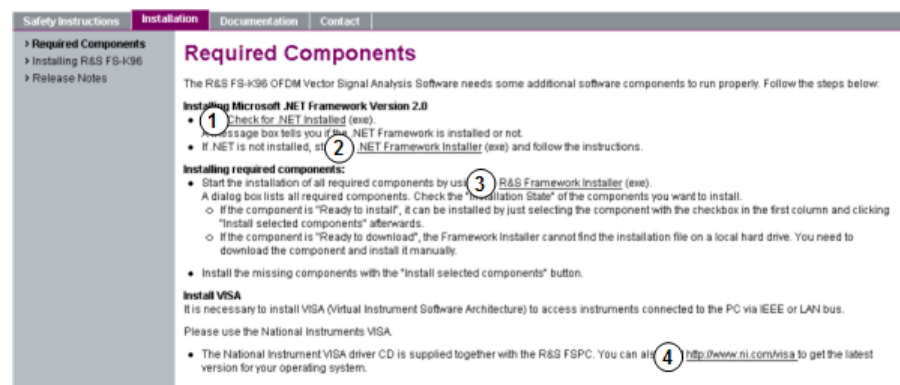 Safety Instructions Installation Documentation Contact
› Required Components
› Installing R&S FS-K96
› Release Notes
Required Components
The R&S FS-K96 OFDM Vector Signal Analysis Software needs some additional software components to run properly. Follow the steps below:
Installing Microsoft .NET Framework Version 2.0
• 1 Check for .NET Installed (exe).
A message box tells you if the .NET Framework is installed or not.
• If .NET is not installed, 2 .NET Framework Installer (exe) and follow the instructions.
Installing required components:
• Start the installation of all required components by 3 R&S Framework Installer (exe).
A dialog box lists all required components. Check the "Installation State" of the components you want to install.
○ If the component is "Ready to install", it can be installed by just selecting the component with the checkbox in the first column and clicking
"Install selected components" afterwards.
○ If the component is "Ready to download", the Framework Installer cannot find the installation file on a local hard drive. You need to
download the component and install it manually.
• Install the missing components with the "Install selected components" button.
Install VISA
It is necessary to install VISA (Virtual Instrument Software Architecture) to access instruments connected to the PC via IEEE or LAN bus.
Please use the National Instruments VISA.
• The National Instrument VISA driver CD is supplied together with the R&S FSPC. You can 4 http://www.ni.com/visa to get the latest
version for your operating system.